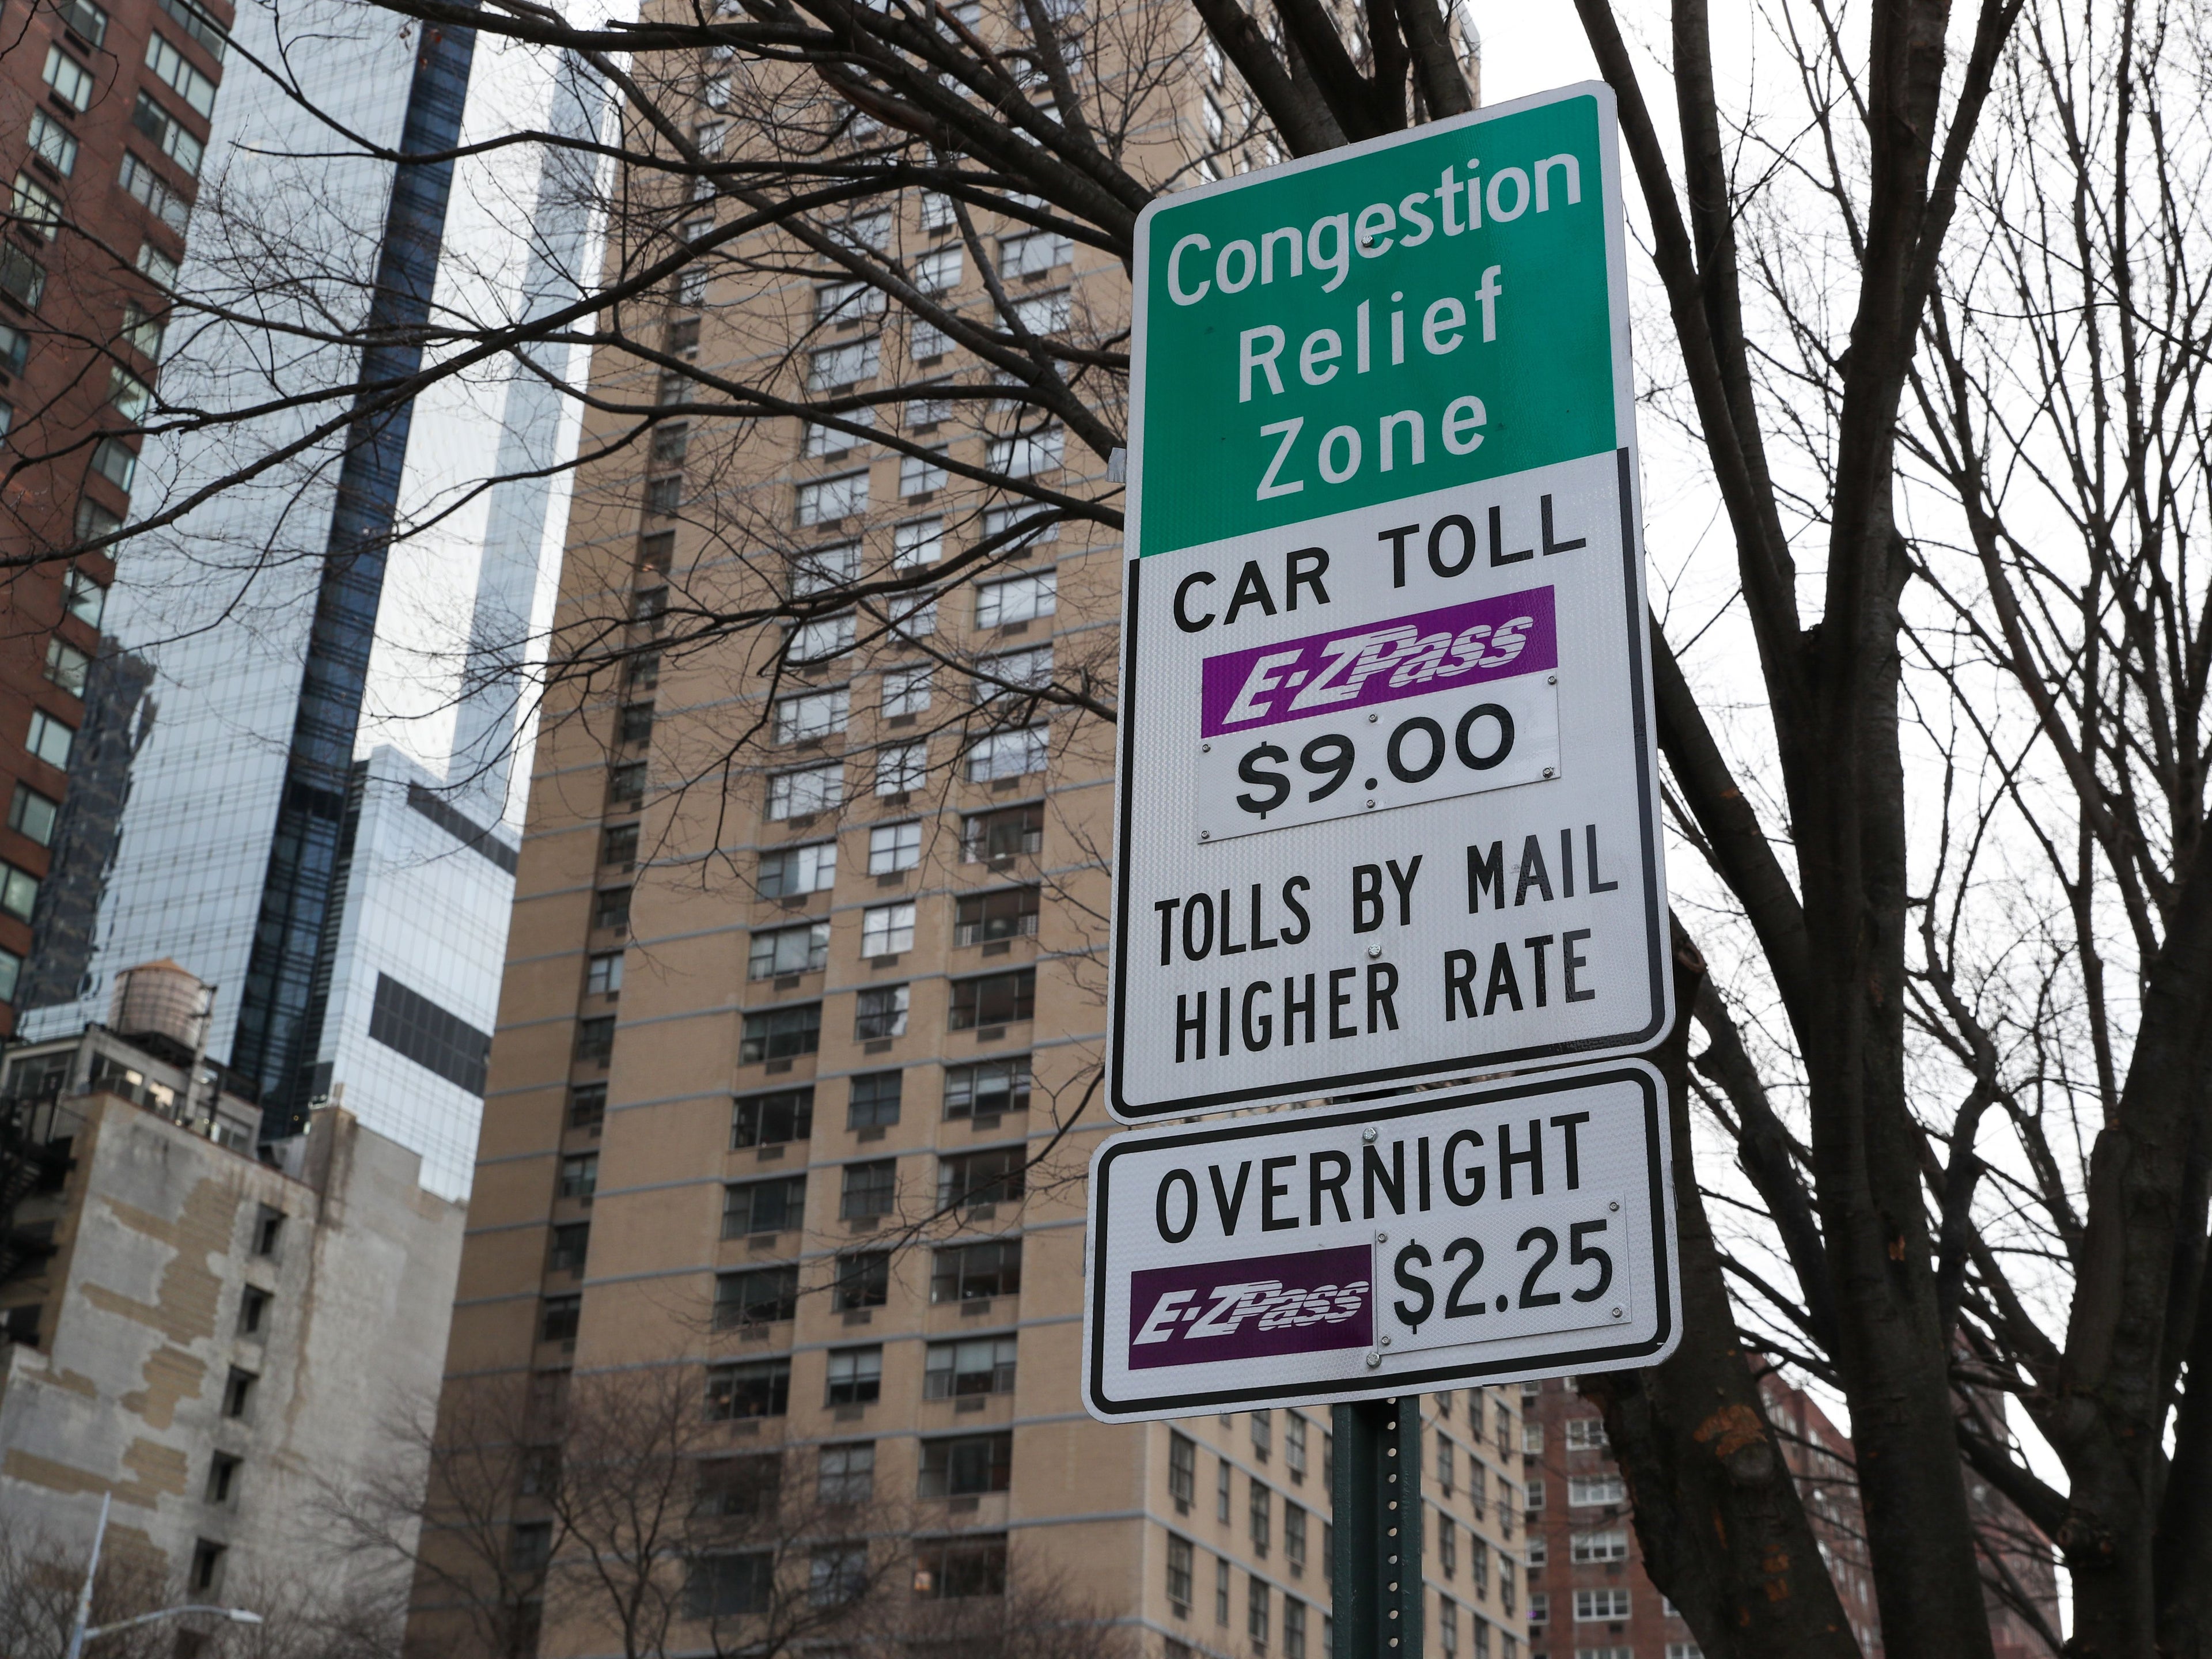 Congestion
Relief
Zone
CAR TOLL
E-ZPass
$9.00
TOLLS BY MAIL
HIGHER RATE
OVERNIGHT
E-ZPass $2.25